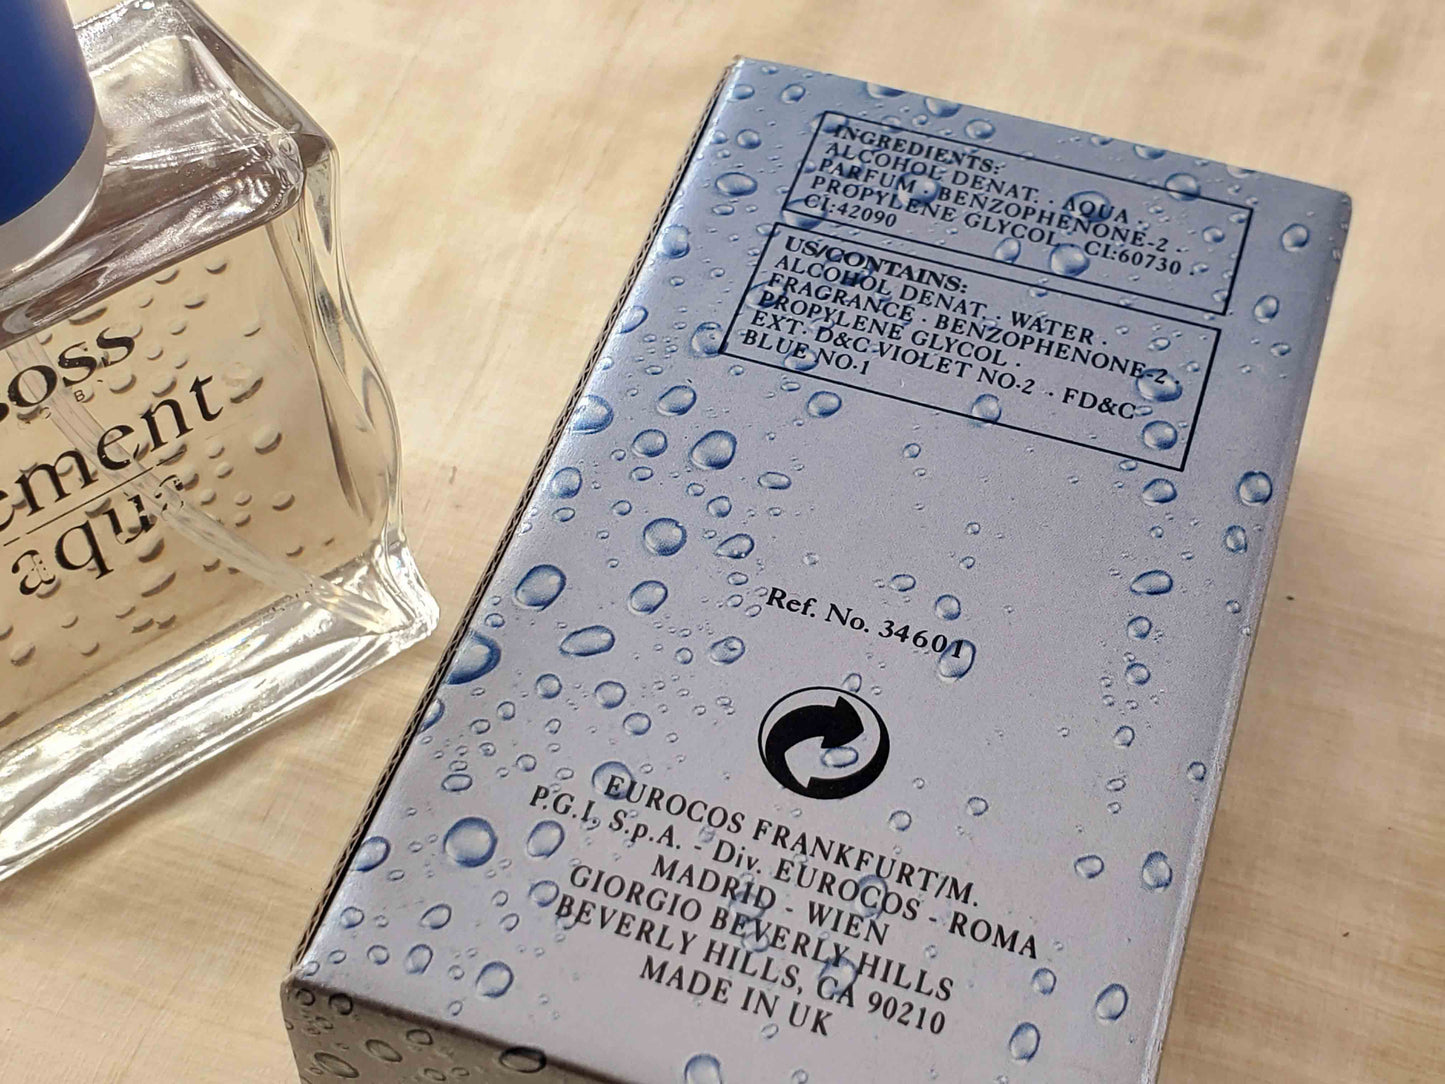 oss
ement
aqua
INGREDIENTS:
ALCOHOL DENAT. · AQUA ·
PARFUM · BENZOPHENONE-2 ·
PROPYLENE GLYCOL · CI:60730 ·
CI:42090
US/CONTAINS:
ALCOHOL DENAT. · WATER ·
FRAGRANCE · BENZOPHENONE-2 ·
PROPYLENE GLYCOL ·
EXT. D&C VIOLET NO·2 · FD&C
BLUE NO·1
Ref. No. 34601
EUROCOS FRANKFURT/M.
P.G.I, S.p.A. - Div. EUROCOS - ROMA
MADRID - WIEN
GIORGIO BEVERLY HILLS
BEVERLY HILLS, CA 90210
MADE IN UK